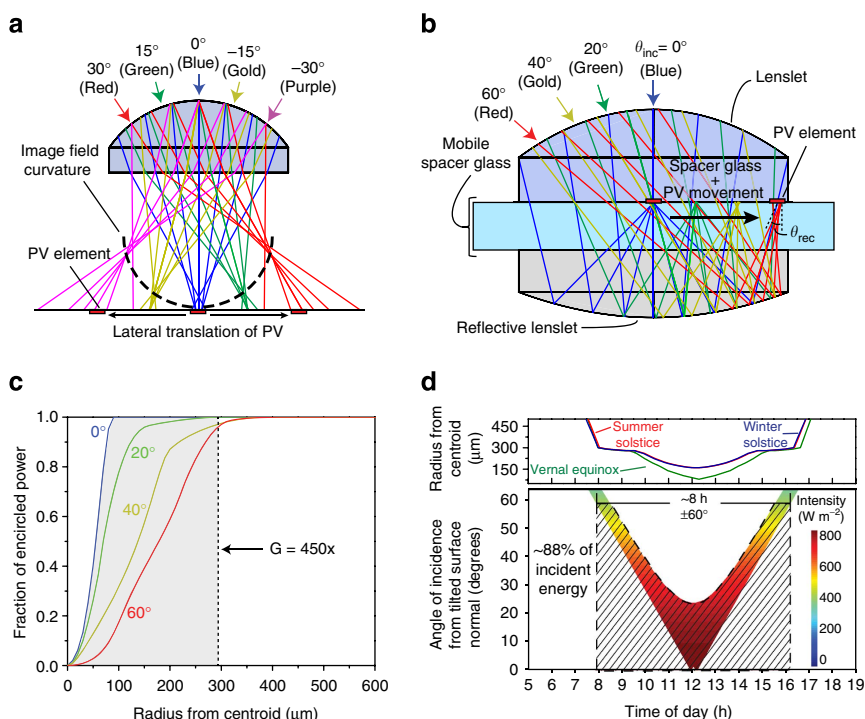 a
0°
(Blue)
15°
(Green)
−15°
(Gold)
30°
(Red)
−30°
(Purple)
Image field
curvature
PV element
Lateral translation of PV
b
θinc= 0°
(Blue)
20°
(Green)
40°
(Gold)
60°
(Red)
Lenslet
Mobile
spacer glass
PV element
Spacer glass
+
PV movement
θrec
Reflective lenslet
c
Fraction of encircled power
1.0
0.8
0.6
0.4
0.2
0.0
0°
20°
40°
60°
G = 450x
0 100 200 300 400 500 600
Radius from centroid (μm)
d
Radius from
centroid
(μm)
450
300
150
Summer
solstice
Winter
solstice
Vernal equinox
Angle of incidence
from tilted surface
normal (degrees)
60
50
40
30
20
10
0
~8 h
±60°
~88% of
incident
energy
Intensity
(W m−2)
800
600
400
200
0
5 6 7 8 9 10 11 12 13 14 15 16 17 18 19
Time of day (h)